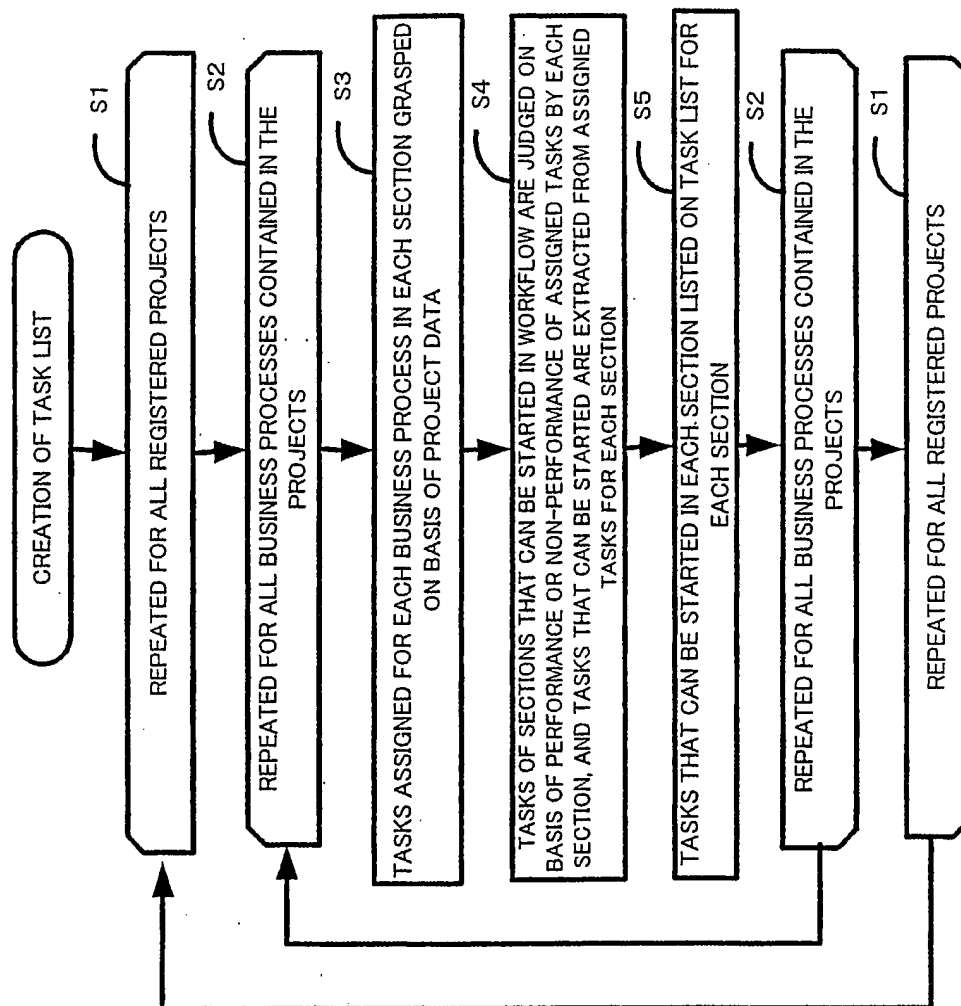 CREATION OF TASK LIST
S1
REPEATED FOR ALL REGISTERED PROJECTS
S2
REPEATED FOR ALL BUSINESS PROCESSES CONTAINED IN THE
PROJECTS
S3
TASKS ASSIGNED FOR EACH BUSINESS PROCESS IN EACH SECTION GRASPED
ON BASIS OF PROJECT DATA
S4
TASKS OF SECTIONS THAT CAN BE STARTED IN WORKFLOW ARE JUDGED ON
BASIS OF PERFORMANCE OR NON-PERFORMANCE OF ASSIGNED TASKS BY EACH
SECTION, AND TASKS THAT CAN BE STARTED ARE EXTRACTED FROM ASSIGNED
TASKS FOR EACH SECTION
S5
TASKS THAT CAN BE STARTED IN EACH SECTION LISTED ON TASK LIST FOR
EACH SECTION
S2
REPEATED FOR ALL BUSINESS PROCESSES CONTAINED IN THE
PROJECTS
S1
REPEATED FOR ALL REGISTERED PROJECTS